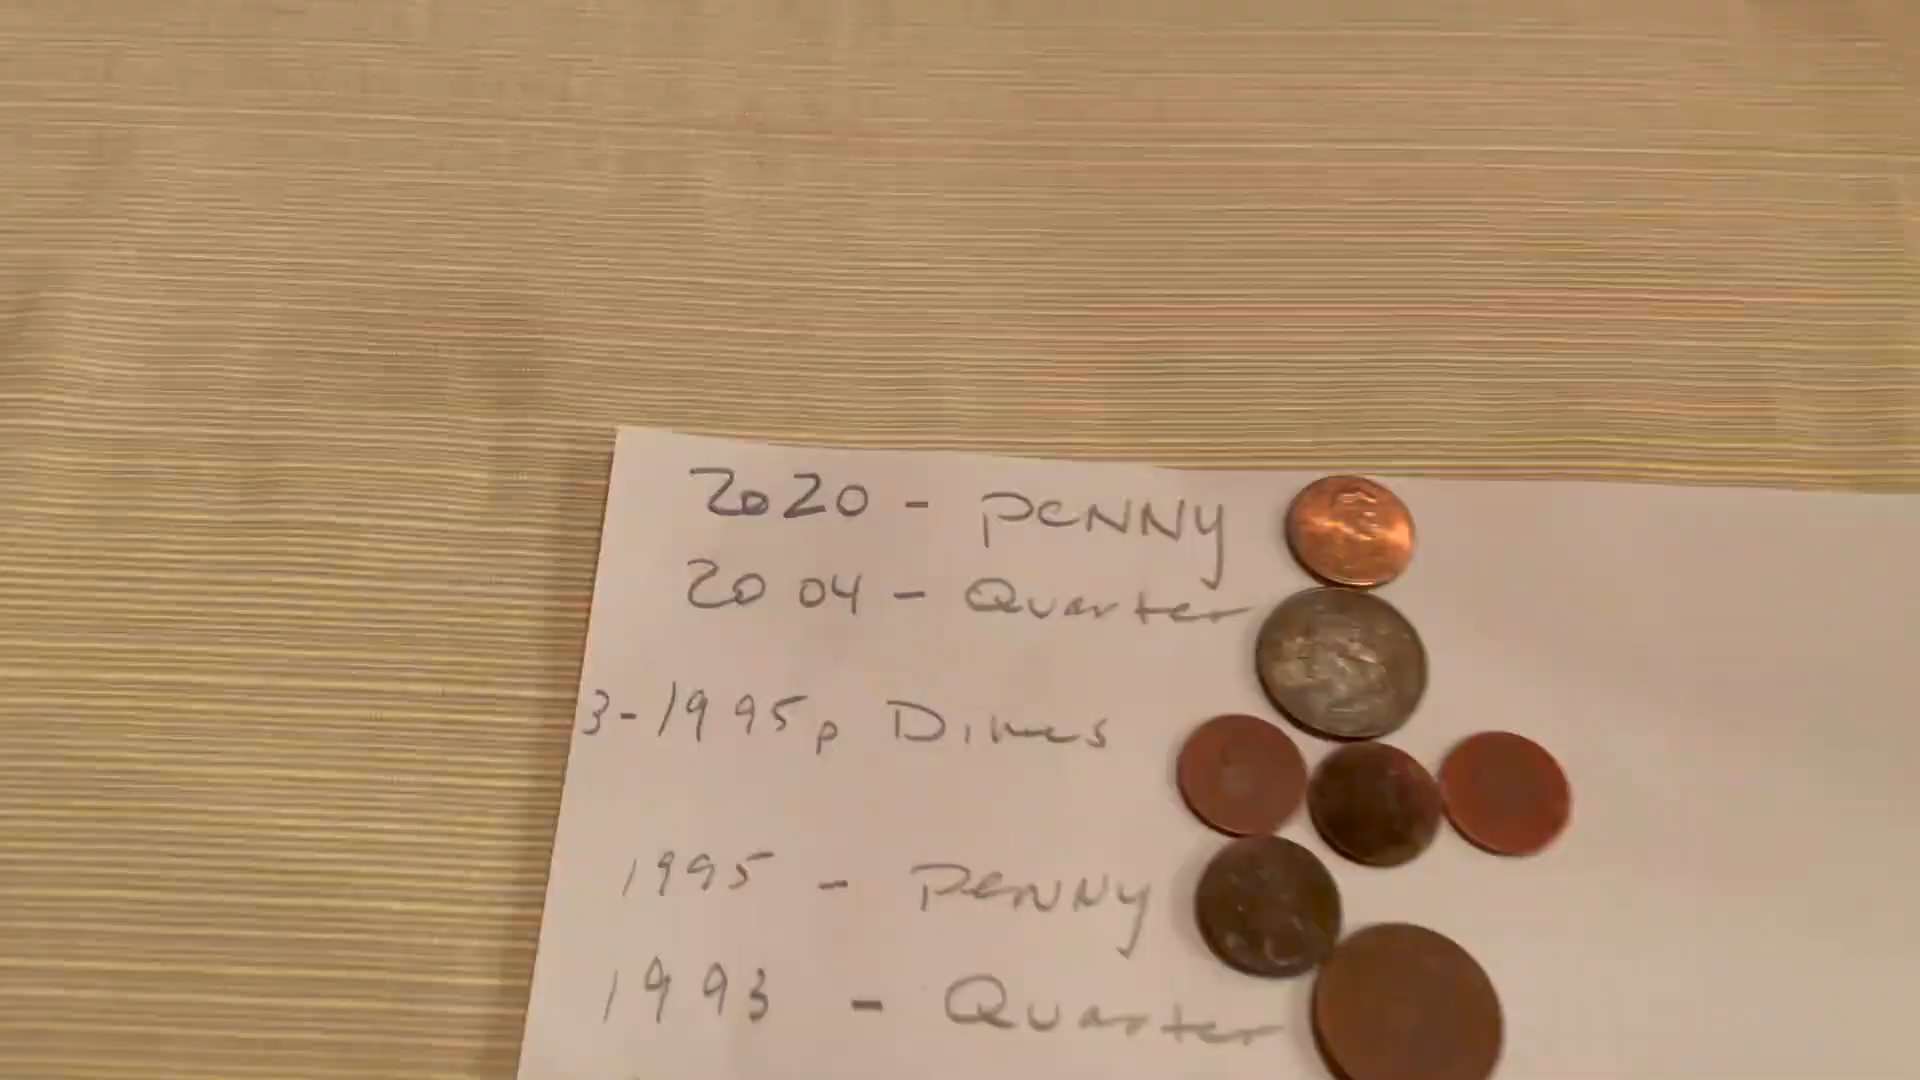 2020 - PENNY
2004 - Quarter
3-1995p Dimes
1995 - PENNY
1993 - Quarter